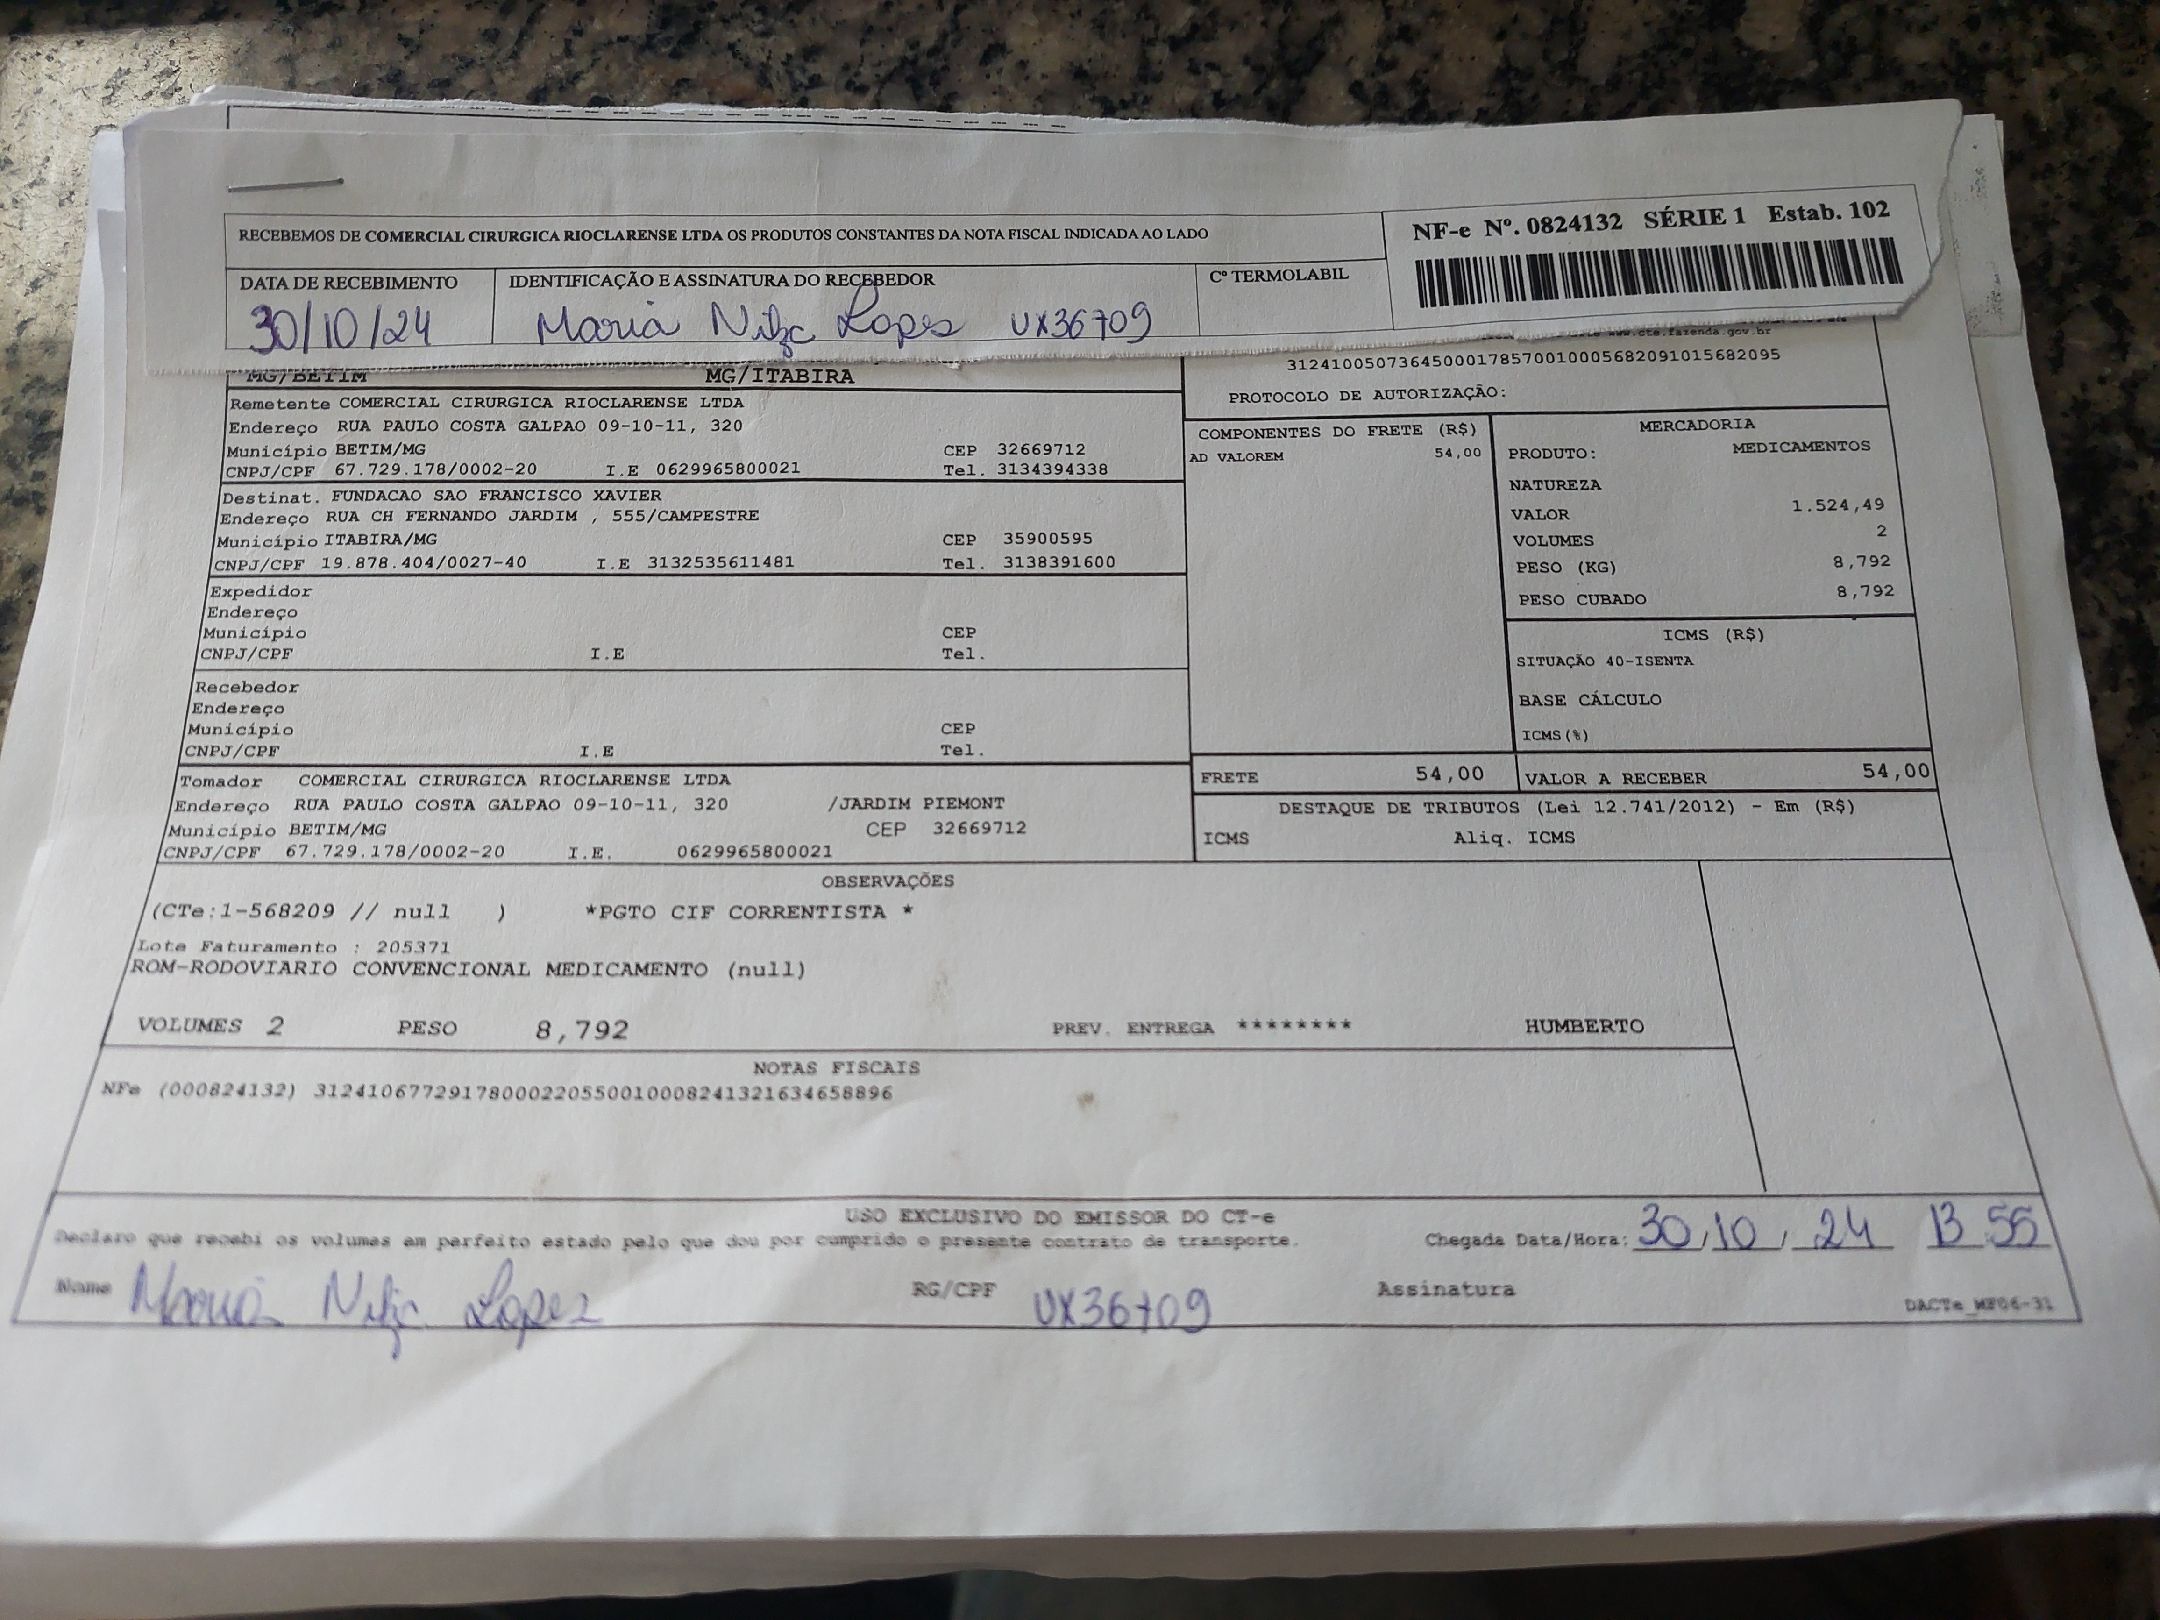 RECEBEMOS DE COMERCIAL CIRURGICA RIOCLARENSE LTDA OS PRODUTOS CONSTANTES DA NOTA FISCAL INDICADA AO LADO
NF-e Nº. 0824132 SÉRIE 1 Estab. 102
DATA DE RECEBIMENTO
30/10/24
IDENTIFICAÇÃO E ASSINATURA DO RECEBEDOR
Maria Lopes UX36709
Cº TERMOLABIL
www.cte.fazenda.gov.br
31241005073645000178570010005682091015682095
PROTOCOLO DE AUTORIZAÇÃO:
MG/BETIM MG/ITABIRA
Remetente COMERCIAL CIRURGICA RIOCLARENSE LTDA
Endereço RUA PAULO COSTA GALPAO 09-10-11, 320
Município BETIM/MG CEP 32669712
CNPJ/CPF 67.729.178/0002-20 I.E 0629965800021 Tel. 3134394338
Destinat. FUNDACAO SAO FRANCISCO XAVIER
Endereço RUA CH FERNANDO JARDIM , 555/CAMPESTRE
Município ITABIRA/MG CEP 35900595
CNPJ/CPF 19.878.404/0027-40 I.E 3132535611481 Tel. 3138391600
Expedidor
Endereço
Município CEP
CNPJ/CPF I.E Tel.
Recebedor
Endereço
Município CEP
CNPJ/CPF I.E Tel.
Tomador COMERCIAL CIRURGICA RIOCLARENSE LTDA
Endereço RUA PAULO COSTA GALPAO 09-10-11, 320 /JARDIM PIEMONT
Município BETIM/MG CEP 32669712
CNPJ/CPF 67.729.178/0002-20 I.E. 0629965800021
COMPONENTES DO FRETE (R$)
AD VALOREM 54,00
MERCADORIA
PRODUTO: MEDICAMENTOS
NATUREZA
VALOR 1.524,49
VOLUMES 2
PESO (KG) 8,792
PESO CUBADO 8,792
ICMS (R$)
SITUAÇÃO 40-ISENTA
BASE CÁLCULO
ICMS(%)
FRETE 54,00
VALOR A RECEBER 54,00
DESTAQUE DE TRIBUTOS (Lei 12.741/2012) - Em (R$)
ICMS Aliq. ICMS
OBSERVAÇÕES
(CTe:1-568209 // null ) *PGTO CIF CORRENTISTA *
Lote Faturamento : 205371
ROM-RODOVIARIO CONVENCIONAL MEDICAMENTO (null)
VOLUMES 2 PESO 8,792 PREV. ENTREGA ******** HUMBERTO
NOTAS FISCAIS
NFe (000824132) 31241067729178000220550010008241321634658896
USO EXCLUSIVO DO EMISSOR DO CT-e
Declaro que recebi os volumes em perfeito estado pelo que dou por cumprido o presente contrato de transporte.
Chegada Data/Hora: 30/10/24 13 55
Nome Maria Lopes RG/CPF UX36709 Assinatura
DACTe_MF06-31